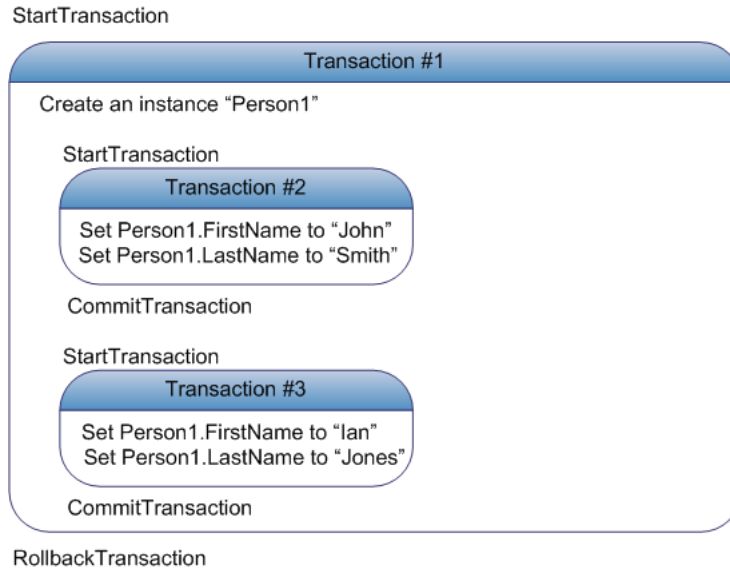 StartTransaction
Transaction #1
Create an instance “Person1”
StartTransaction
Transaction #2
Set Person1.FirstName to “John”
Set Person1.LastName to “Smith”
CommitTransaction
StartTransaction
Transaction #3
Set Person1.FirstName to “Ian”
Set Person1.LastName to “Jones”
CommitTransaction
RollbackTransaction